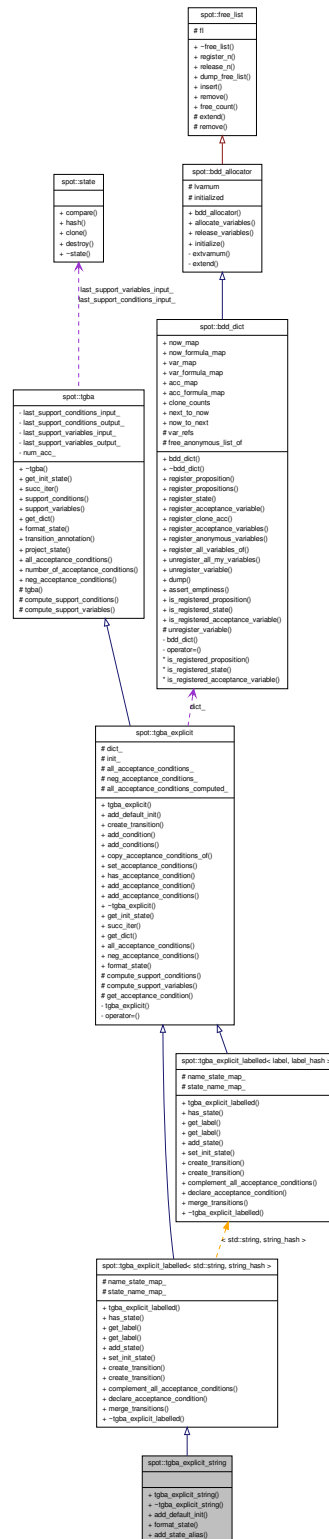 spot::free_list
# fl
+ ~free_list()
+ register_n()
+ release_n()
+ dump_free_list()
+ insert()
+ remove()
+ free_count()
# extend()
# remove()
spot::state
+ compare()
+ hash()
+ clone()
+ destroy()
+ ~state()
spot::bdd_allocator
# lvarnum
# initialized
+ bdd_allocator()
+ allocate_variables()
+ release_variables()
+ initialize()
- extvarnum()
- extend()
last_support_variables_input_
last_support_conditions_input_
spot::bdd_dict
+ now_map
+ now_formula_map
+ var_map
+ var_formula_map
+ acc_map
+ acc_formula_map
+ clone_counts
+ next_to_now
+ now_to_next
# var_refs
# free_anonymous_list_of
+ bdd_dict()
+ ~bdd_dict()
+ register_proposition()
+ register_propositions()
+ register_state()
+ register_acceptance_variable()
+ register_clone_acc()
+ register_acceptance_variables()
+ register_anonymous_variables()
+ register_all_variables_of()
+ unregister_all_my_variables()
+ unregister_variable()
+ dump()
+ assert_emptiness()
+ is_registered_proposition()
+ is_registered_state()
+ is_registered_acceptance_variable()
# unregister_variable()
- bdd_dict()
- operator=()
* is_registered_proposition()
* is_registered_state()
* is_registered_acceptance_variable()
spot::tgba
- last_support_conditions_input_
- last_support_conditions_output_
- last_support_variables_input_
- last_support_variables_output_
- num_acc_
+ ~tgba()
+ get_init_state()
+ succ_iter()
+ support_conditions()
+ support_variables()
+ get_dict()
+ format_state()
+ transition_annotation()
+ project_state()
+ all_acceptance_conditions()
+ number_of_acceptance_conditions()
+ neg_acceptance_conditions()
# tgba()
# compute_support_conditions()
# compute_support_variables()
dict_
spot::tgba_explicit
# dict_
# init_
# all_acceptance_conditions_
# neg_acceptance_conditions_
# all_acceptance_conditions_computed_
+ tgba_explicit()
+ add_default_init()
+ create_transition()
+ add_condition()
+ add_conditions()
+ copy_acceptance_conditions_of()
+ set_acceptance_conditions()
+ has_acceptance_condition()
+ add_acceptance_condition()
+ add_acceptance_conditions()
+ ~tgba_explicit()
+ get_init_state()
+ succ_iter()
+ get_dict()
+ all_acceptance_conditions()
+ neg_acceptance_conditions()
+ format_state()
# compute_support_conditions()
# compute_support_variables()
# get_acceptance_condition()
- tgba_explicit()
- operator=()
spot::tgba_explicit_labelled< label, label_hash >
# name_state_map_
# state_name_map_
+ tgba_explicit_labelled()
+ has_state()
+ get_label()
+ get_label()
+ add_state()
+ set_init_state()
+ create_transition()
+ create_transition()
+ complement_all_acceptance_conditions()
+ declare_acceptance_condition()
+ merge_transitions()
+ ~tgba_explicit_labelled()
< std::string, string_hash >
spot::tgba_explicit_labelled< std::string, string_hash >
# name_state_map_
# state_name_map_
+ tgba_explicit_labelled()
+ has_state()
+ get_label()
+ get_label()
+ add_state()
+ set_init_state()
+ create_transition()
+ create_transition()
+ complement_all_acceptance_conditions()
+ declare_acceptance_condition()
+ merge_transitions()
+ ~tgba_explicit_labelled()
spot::tgba_explicit_string
+ tgba_explicit_string()
+ ~tgba_explicit_string()
+ add_default_init()
+ format_state()
+ add_state_alias()